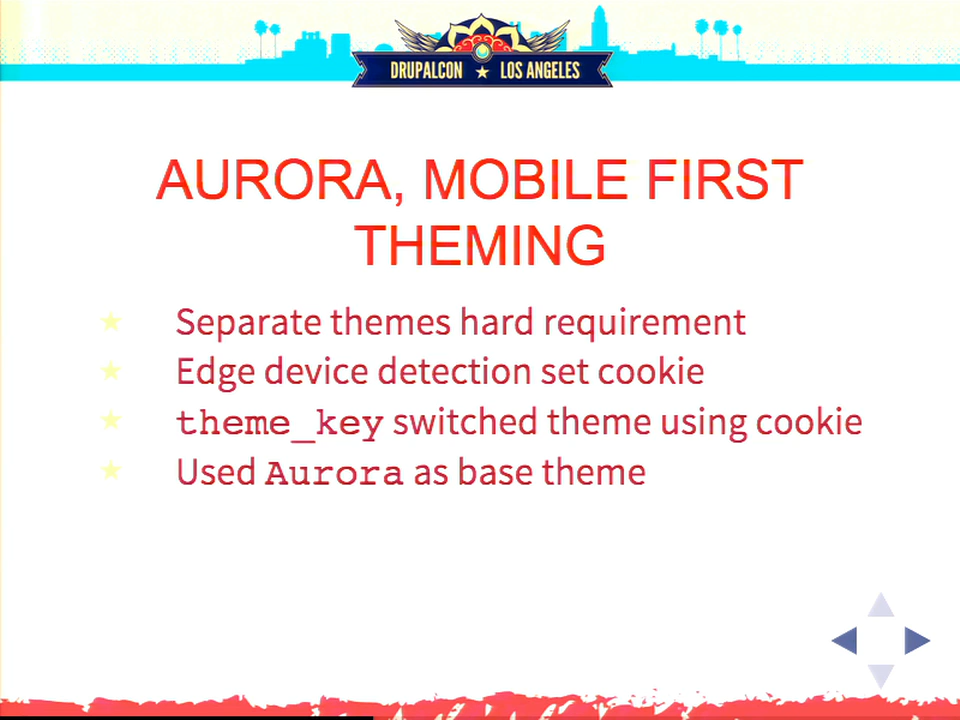 DRUPALCON ★ LOS ANGELES
AURORA, MOBILE FIRST
THEMING
★ Separate themes hard requirement
★ Edge device detection set cookie
★ theme_key switched theme using cookie
★ Used Aurora as base theme